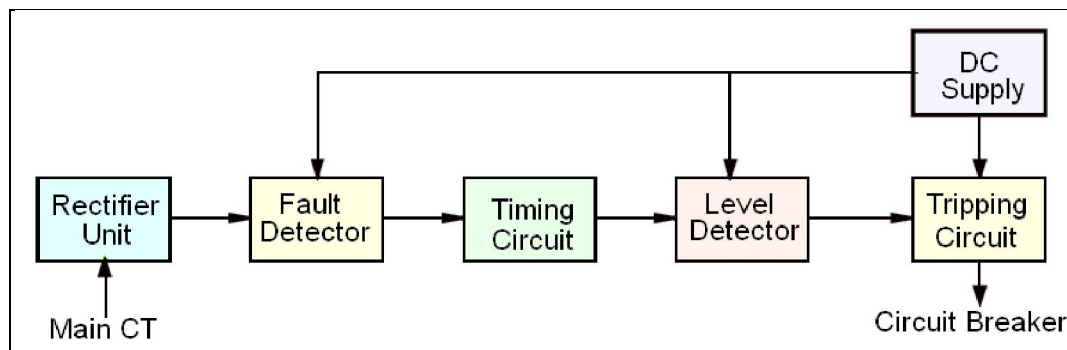 DC
Supply
Rectifier
Unit
Fault
Detector
Timing
Circuit
Level
Detector
Tripping
Circuit
Main CT
Circuit Breaker